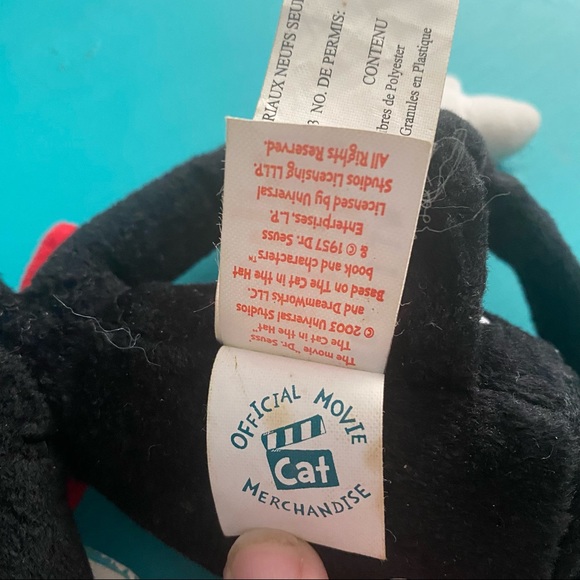 RIAUX NEUFS SEUL
NO. DE PERMIS:
CONTENU
bres de Polyester
Granules en Plastique
The movie "Dr. Seuss'
The Cat in the Hat"
© 2003 Universal Studios
and DreamWorks LLC.
Based on The Cat in the Hat
book and characters™
& © 1957 Dr. Seuss
Enterprises, L.P.
Licensed by Universal
Studios Licensing LLLP.
All Rights Reserved.
OFFICIAL MOVIE
Cat
MERCHANDISE